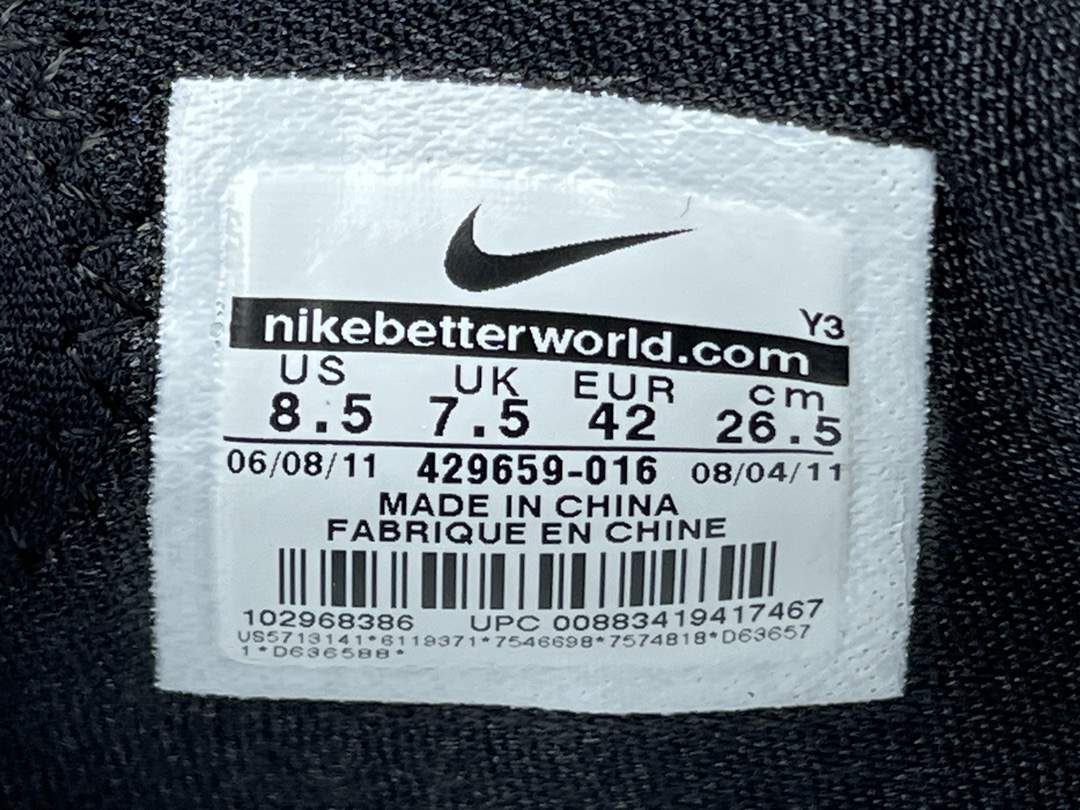 Y3
nikebetterworld.com
US UK EUR cm
8.5 7.5 42 26.5
06/08/11 429659-016 08/04/11
MADE IN CHINA
FABRIQUE EN CHINE
102968386 UPC 00883419417467
US5713141*6119371*7546698*7574818*D63657
1*D636588*